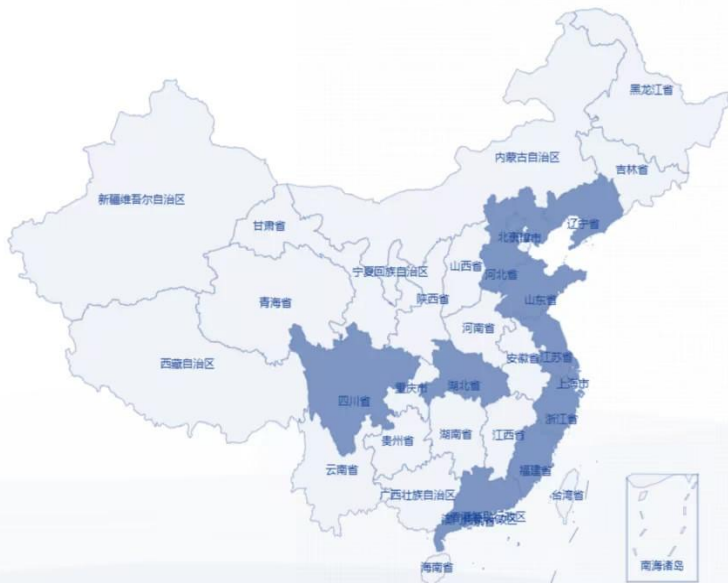 黑龙江省
内蒙古自治区
吉林省
新疆维吾尔自治区
辽宁省
甘肃省
北京
山西省
宁夏回族自治区
河北省
青海省
陕西省
山东省
河南省
安徽省
江苏省
西藏自治区
上海市
重庆市
湖北省
四川省
浙江省
湖南省
江西省
贵州省
云南省
福建省
广西壮族自治区
台湾省
海南省
南海诸岛